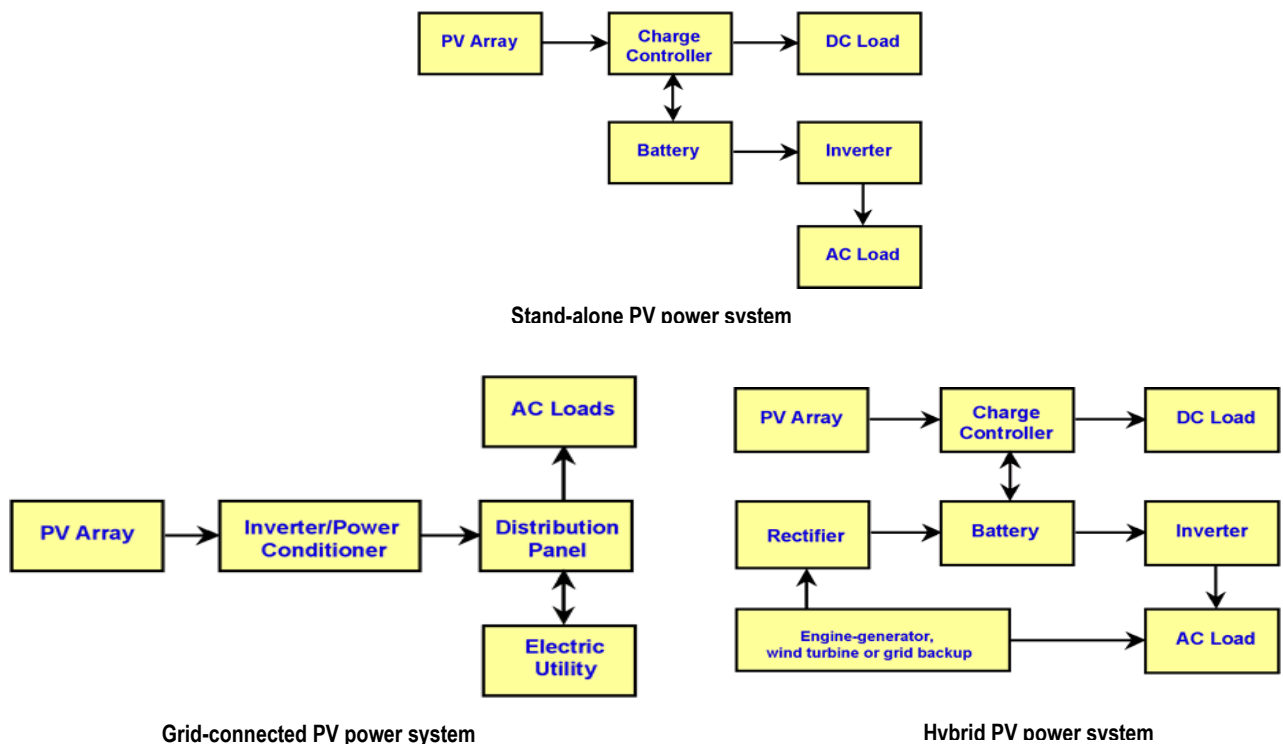 PV Array
Charge
Controller
DC Load
Battery
Inverter
AC Load
Stand-alone PV power system
AC Loads
PV Array
Inverter/Power
Conditioner
Distribution
Panel
Electric
Utility
Grid-connected PV power system
PV Array
Charge
Controller
DC Load
Rectifier
Battery
Inverter
Engine-generator,
wind turbine or grid backup
AC Load
Hybrid PV power system